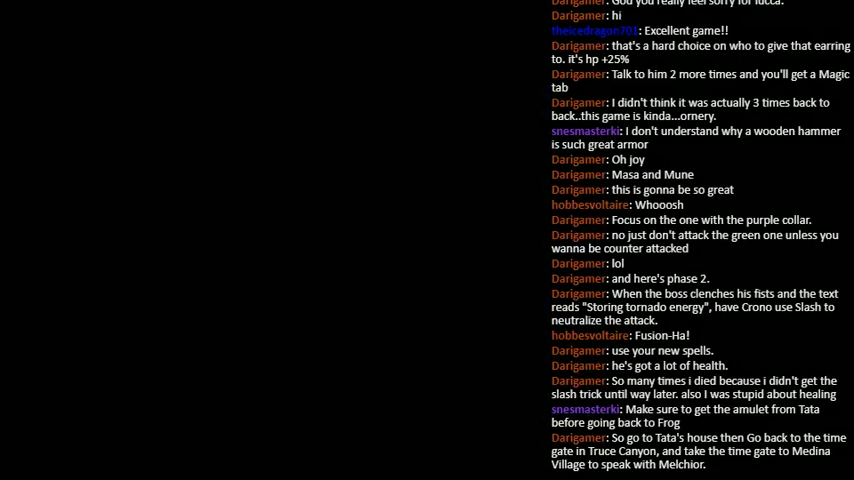 Darigamer: God you really feel sorry for lucca.
Darigamer: hi
theicedragon701: Excellent game!!
Darigamer: that's a hard choice on who to give that earring
to. it's hp +25%
Darigamer: Talk to him 2 more times and you'll get a Magic
tab
Darigamer: I didn't think it was actually 3 times back to
back..this game is kinda...ornery.
snesmasterki: I don't understand why a wooden hammer
is such great armor
Darigamer: Oh joy
Darigamer: Masa and Mune
Darigamer: this is gonna be so great
hobbesvoltaire: Whooosh
Darigamer: Focus on the one with the purple collar.
Darigamer: no just don't attack the green one unless you
wanna be counter attacked
Darigamer: lol
Darigamer: and here's phase 2.
Darigamer: When the boss clenches his fists and the text
reads "Storing tornado energy", have Crono use Slash to
neutralize the attack.
hobbesvoltaire: Fusion-Ha!
Darigamer: use your new spells.
Darigamer: he's got a lot of health.
Darigamer: So many times i died because i didn't get the
slash trick until way later. also I was stupid about healing
snesmasterki: Make sure to get the amulet from Tata
before going back to Frog
Darigamer: So go to Tata's house then Go back to the time
gate in Truce Canyon, and take the time gate to Medina
Village to speak with Melchior.